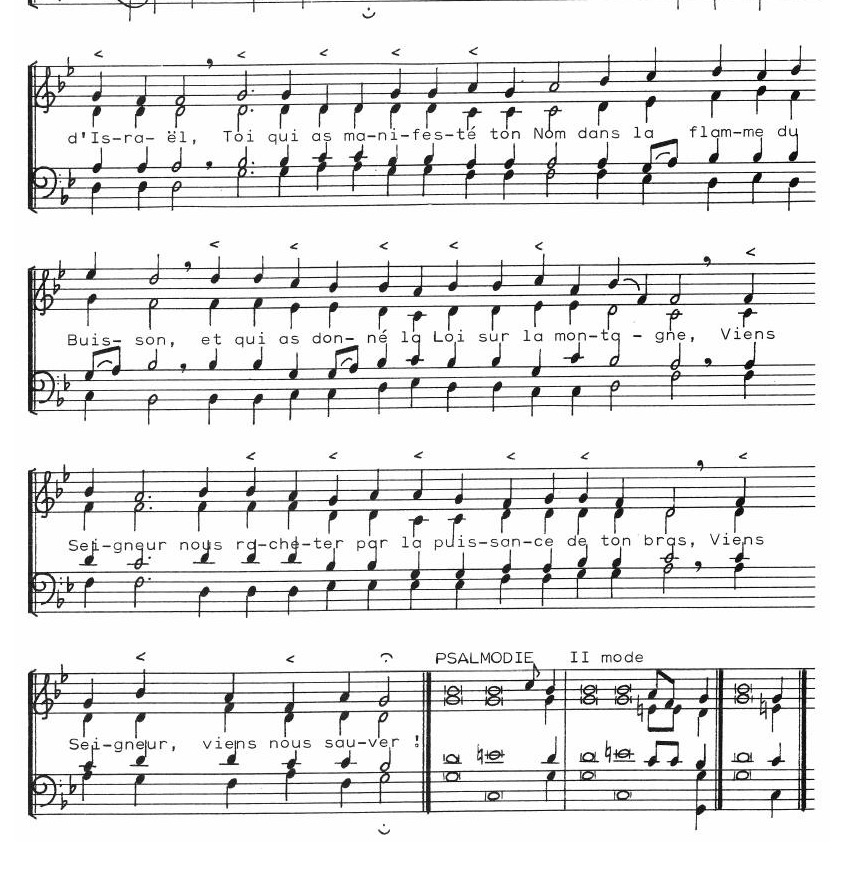 d'Is-ra-ël, Toi qui as ma-ni-fes-té ton Nom dans la flam-me du
Buis-son, et qui as don-né la Loi sur la mon-ta-gne, Viens
Sei-gneur nous ra-che-ter par la puis-san-ce de ton bras, Viens
PSALMODIE II mode
Sei-gneur, viens nous sau-ver !